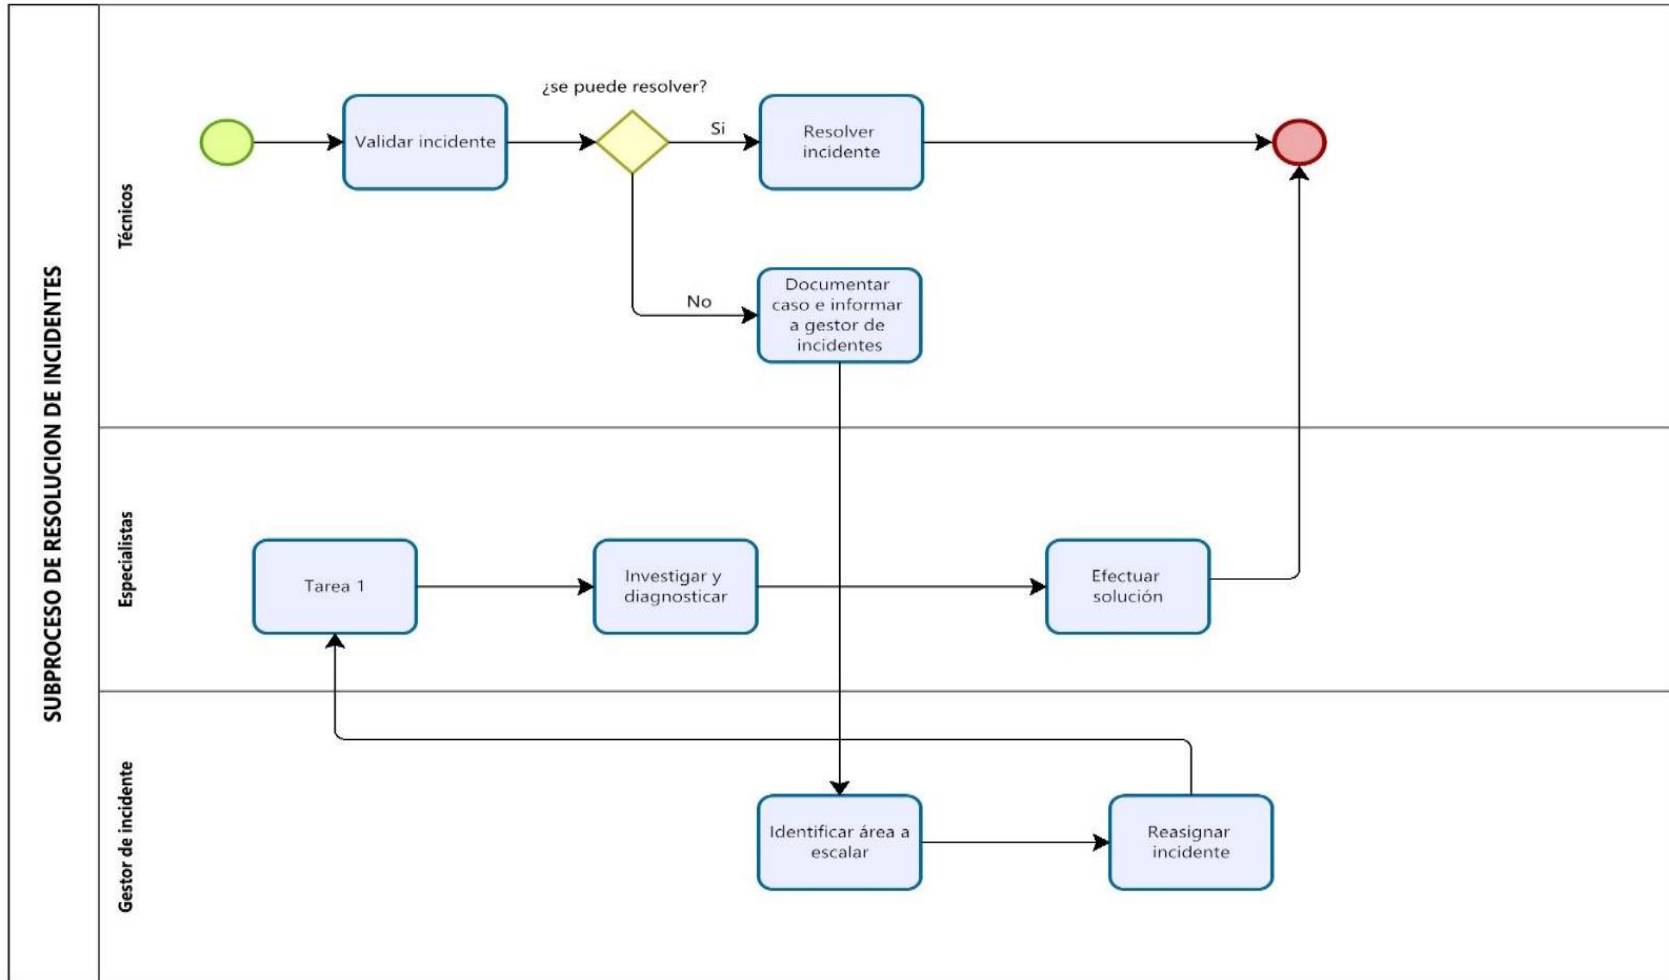 SUBPROCESO DE RESOLUCION DE INCIDENTES
Técnicos
¿se puede resolver?
Validar incidente
Si
Resolver
incidente
No
Documentar
caso e informar
a gestor de
incidentes
Especialistas
Tarea 1
Investigar y
diagnosticar
Efectuar
solución
Gestor de incidente
Identificar área a
escalar
Reasignar
incidente